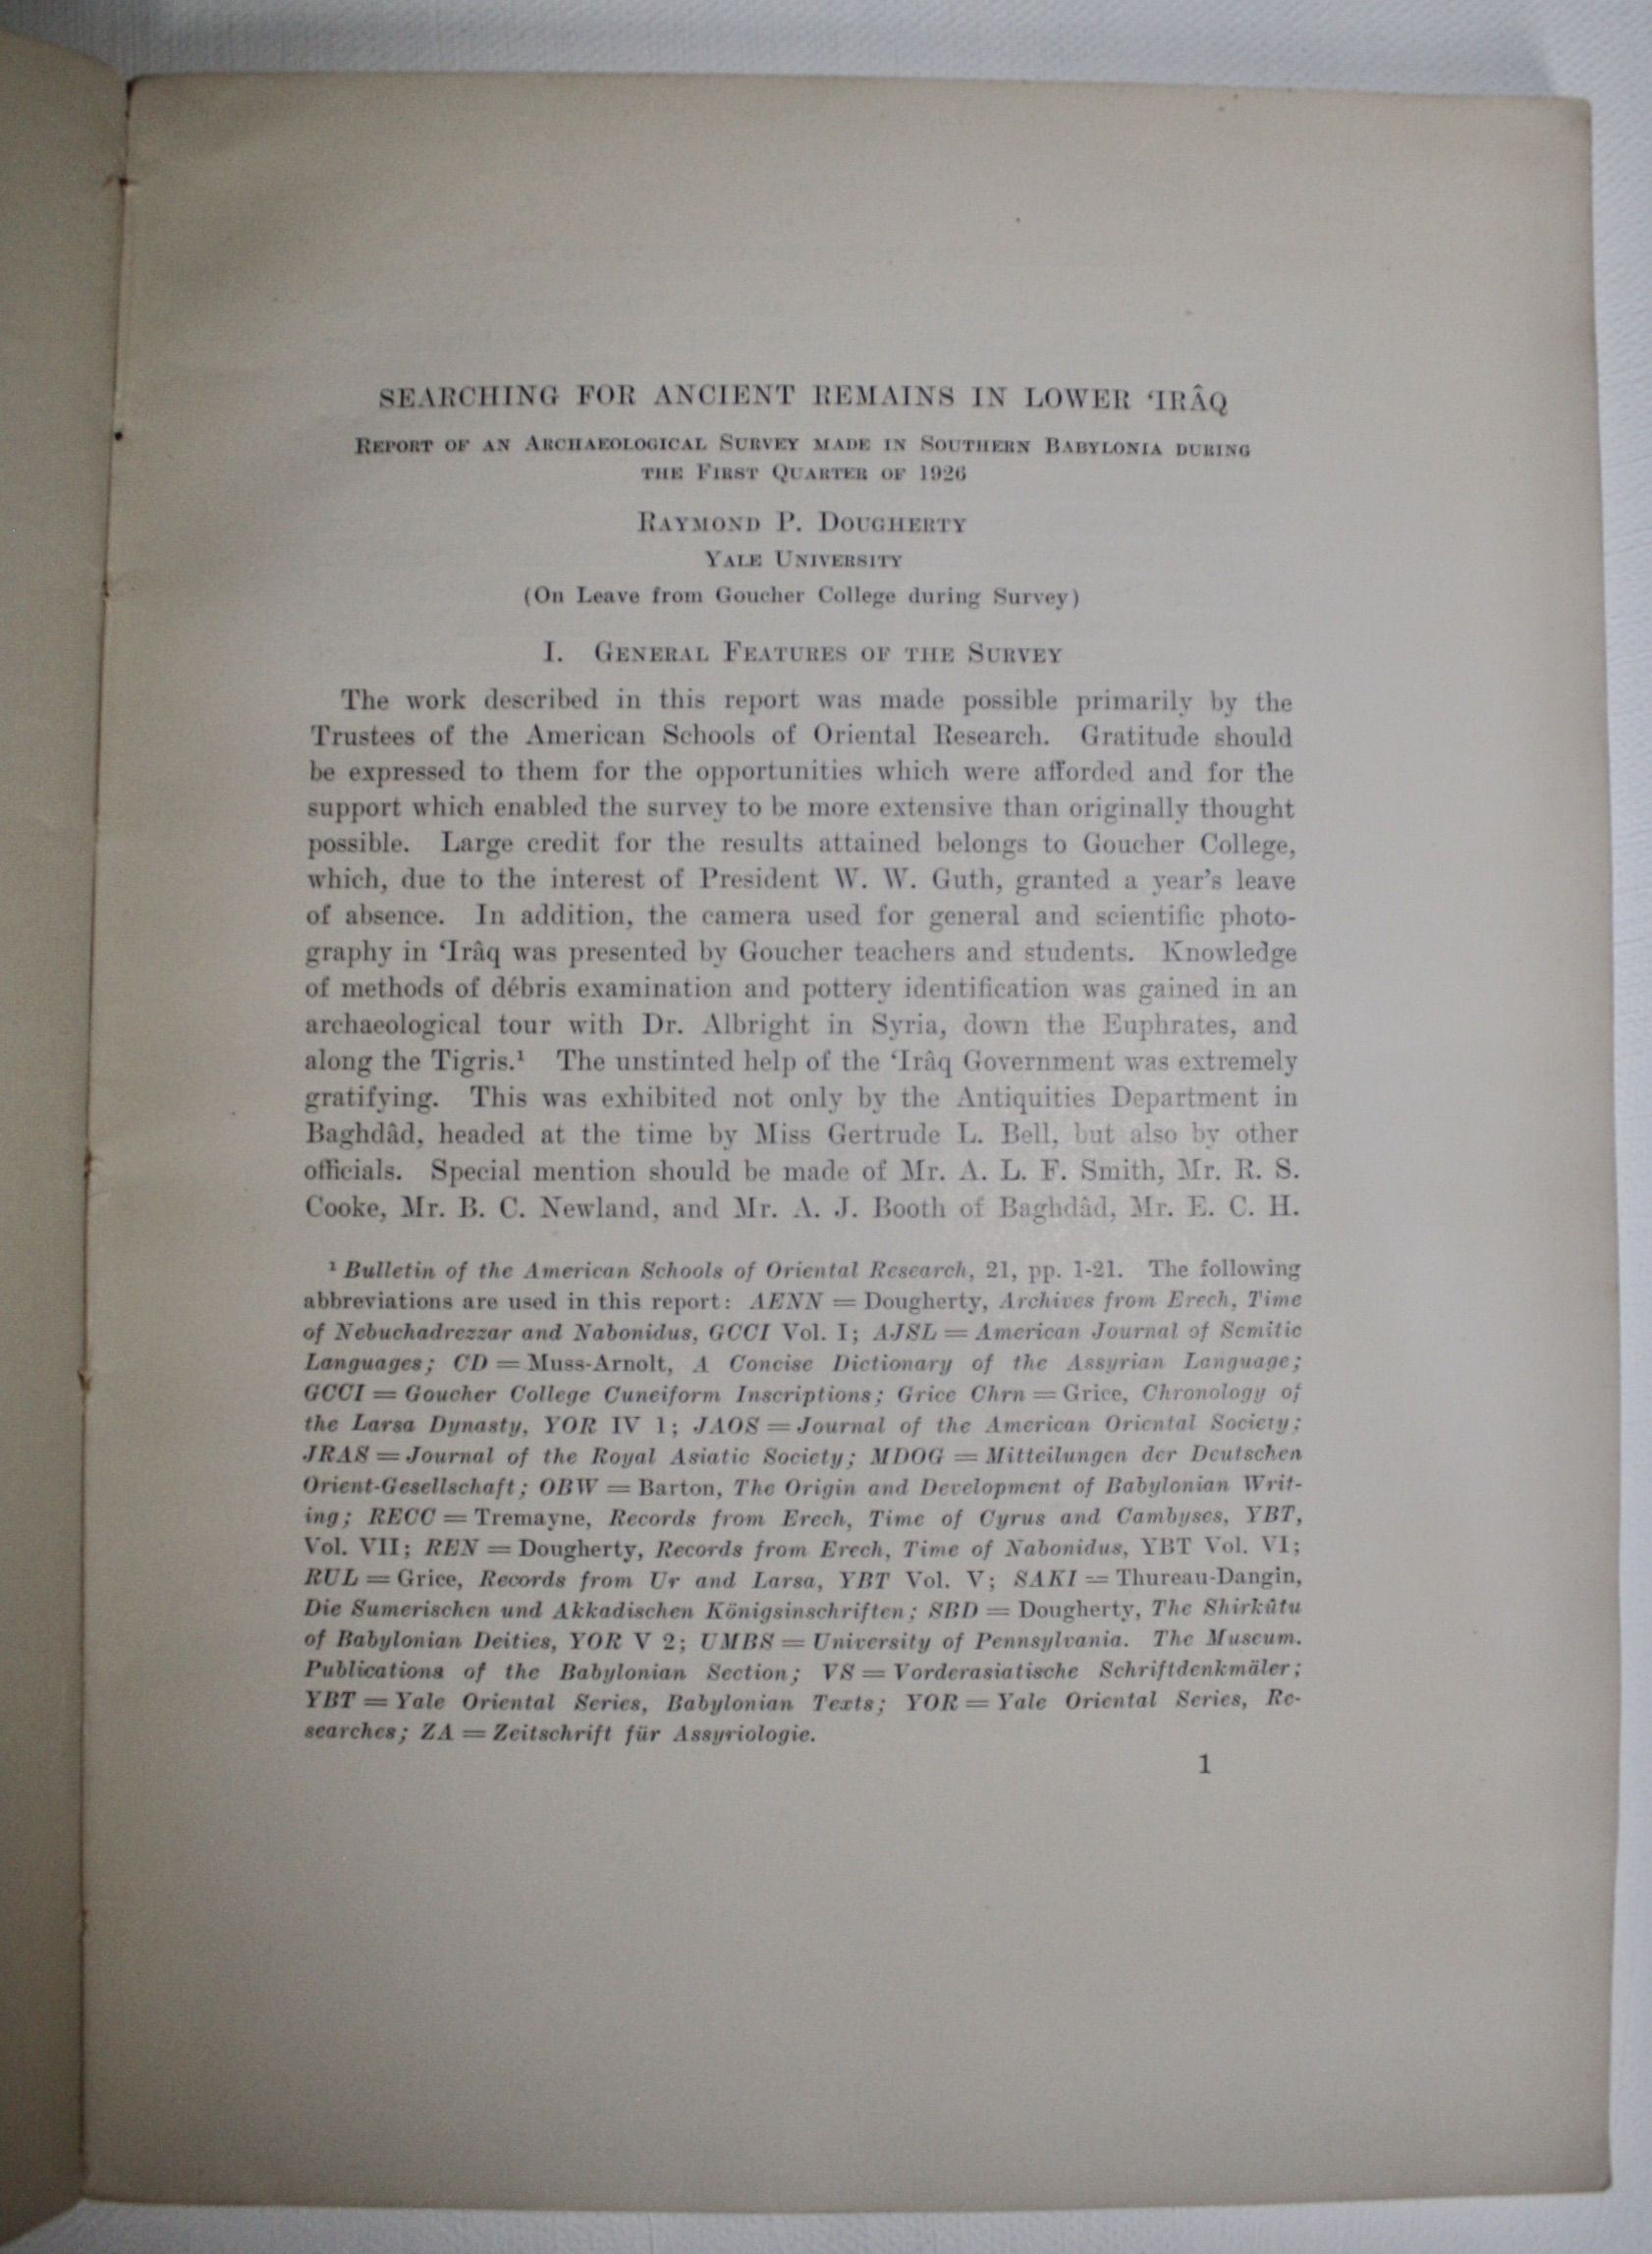 SEARCHING FOR ANCIENT REMAINS IN LOWER ‘IRÂQ
REPORT OF AN ARCHAEOLOGICAL SURVEY MADE IN SOUTHERN BABYLONIA DURING
THE FIRST QUARTER OF 1926
RAYMOND P. DOUGHERTY
YALE UNIVERSITY
(On Leave from Goucher College during Survey)
I. GENERAL FEATURES OF THE SURVEY
The work described in this report was made possible primarily by the
Trustees of the American Schools of Oriental Research. Gratitude should
be expressed to them for the opportunities which were afforded and for the
support which enabled the survey to be more extensive than originally thought
possible. Large credit for the results attained belongs to Goucher College,
which, due to the interest of President W. W. Guth, granted a year's leave
of absence. In addition, the camera used for general and scientific photo-
graphy in ‘Irâq was presented by Goucher teachers and students. Knowledge
of methods of débris examination and pottery identification was gained in an
archaeological tour with Dr. Albright in Syria, down the Euphrates, and
along the Tigris.¹ The unstinted help of the ‘Irâq Government was extremely
gratifying. This was exhibited not only by the Antiquities Department in
Baghdâd, headed at the time by Miss Gertrude L. Bell, but also by other
officials. Special mention should be made of Mr. A. L. F. Smith, Mr. R. S.
Cooke, Mr. B. C. Newland, and Mr. A. J. Booth of Baghdâd, Mr. E. C. H.
¹ Bulletin of the American Schools of Oriental Research, 21, pp. 1-21. The following
abbreviations are used in this report: AENN = Dougherty, Archives from Erech, Time
of Nebuchadrezzar and Nabonidus, GCCI Vol. I; AJSL = American Journal of Semitic
Languages; CD = Muss-Arnolt, A Concise Dictionary of the Assyrian Language;
GCCI = Goucher College Cuneiform Inscriptions; Grice Chrn = Grice, Chronology of
the Larsa Dynasty, YOR IV 1; JAOS = Journal of the American Oriental Society;
JRAS = Journal of the Royal Asiatic Society; MDOG = Mitteilungen der Deutschen
Orient-Gesellschaft; OBW = Barton, The Origin and Development of Babylonian Writ-
ing; RECC = Tremayne, Records from Erech, Time of Cyrus and Cambyses, YBT,
Vol. VII; REN = Dougherty, Records from Erech, Time of Nabonidus, YBT Vol. VI;
RUL = Grice, Records from Ur and Larsa, YBT Vol. V; SAKI = Thureau-Dangin,
Die Sumerischen und Akkadischen Königsinschriften; SBD = Dougherty, The Shirkûtu
of Babylonian Deities, YOR V 2; UMBS = University of Pennsylvania. The Museum.
Publications of the Babylonian Section; VS = Vorderasiatische Schriftdenkmäler;
YBT = Yale Oriental Series, Babylonian Texts; YOR = Yale Oriental Series, Re-
searches; ZA = Zeitschrift für Assyriologie.
1